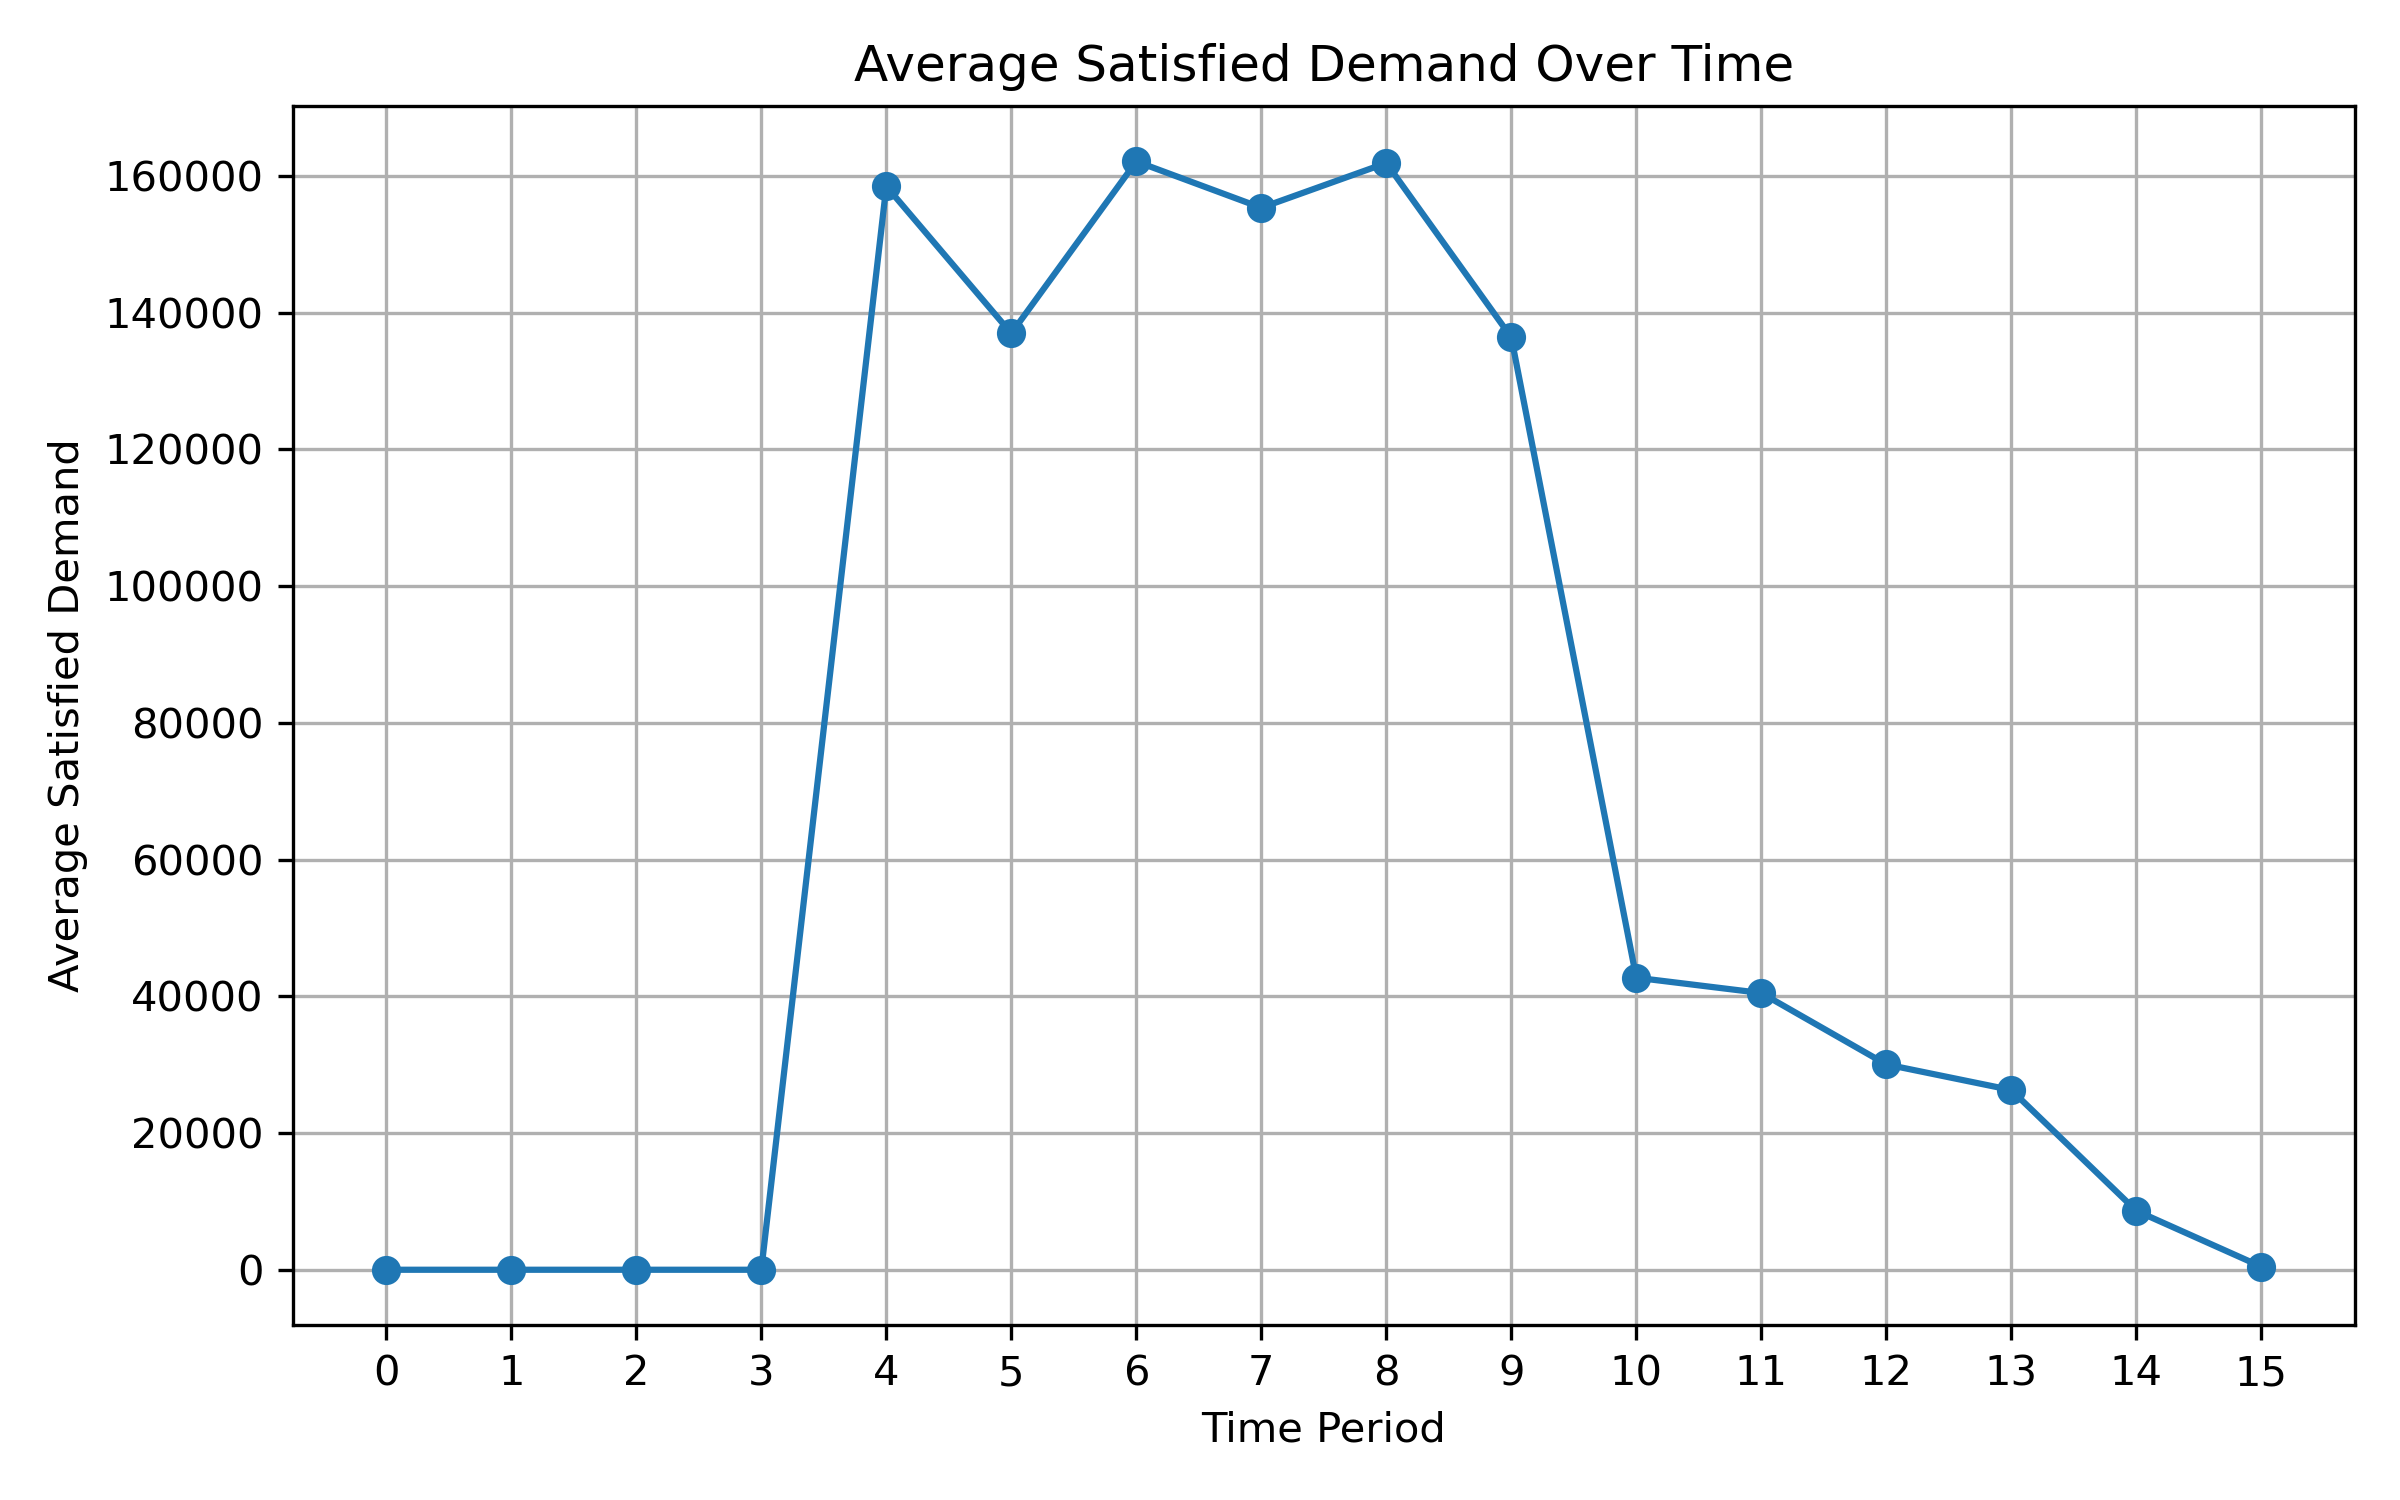 Average Satisfied Demand Over Time
Average Satisfied Demand
160000
140000
120000
100000
80000
60000
40000
20000
0
0 1 2 3 4 5 6 7 8 9 10 11 12 13 14 15
Time Period